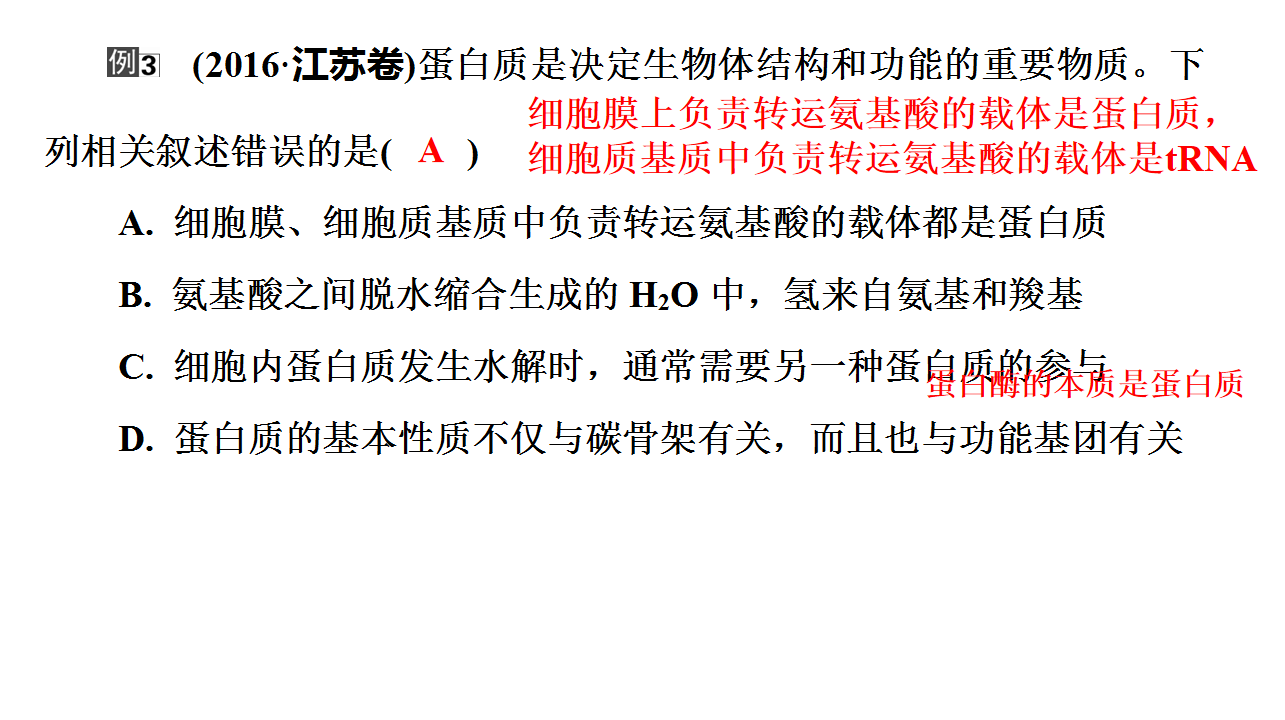 例3 (2016·江苏卷)蛋白质是决定生物体结构和功能的重要物质。下
列相关叙述错误的是( A )
细胞膜上负责转运氨基酸的载体是蛋白质，
细胞质基质中负责转运氨基酸的载体是tRNA
A. 细胞膜、细胞质基质中负责转运氨基酸的载体都是蛋白质
B. 氨基酸之间脱水缩合生成的 H₂O 中，氢来自氨基和羧基
C. 细胞内蛋白质发生水解时，通常需要另一种蛋白质的参与
蛋白酶的本质是蛋白质
D. 蛋白质的基本性质不仅与碳骨架有关，而且也与功能基团有关